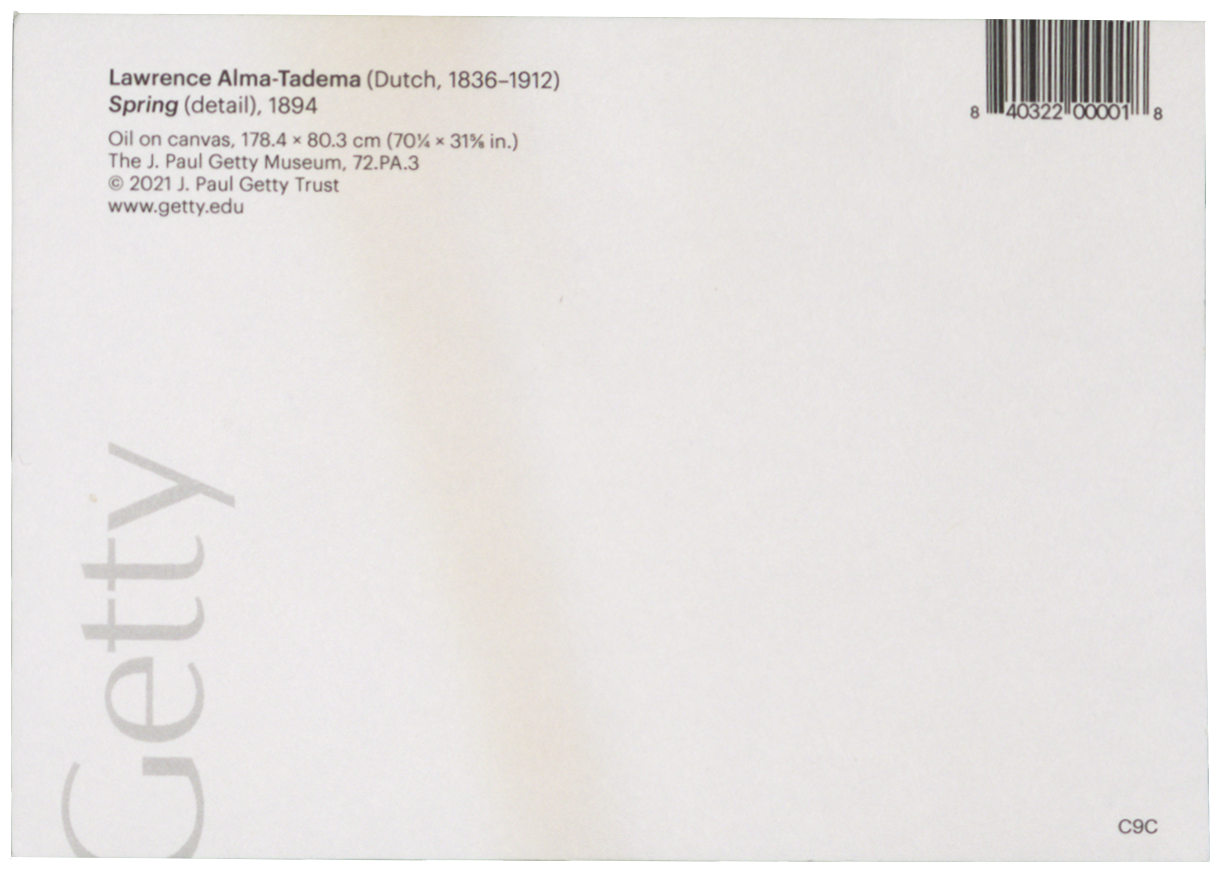 Lawrence Alma-Tadema (Dutch, 1836–1912)
Spring (detail), 1894
Oil on canvas, 178.4 × 80.3 cm (70¼ × 31⅝ in.)
The J. Paul Getty Museum, 72.PA.3
© 2021 J. Paul Getty Trust
www.getty.edu
8 40322 00001 8
Getty
C9C